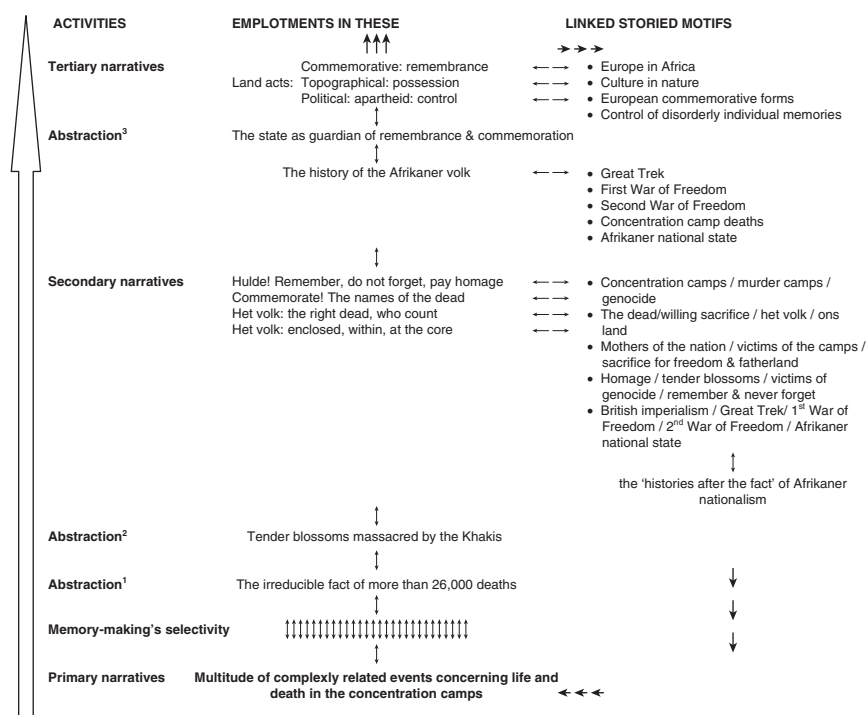 ACTIVITIES EMPLOTMENTS IN THESE LINKED STORIED MOTIFS
Tertiary narratives Commemorative: remembrance • Europe in Africa
Land acts: Topographical: possession • Culture in nature
Political: apartheid: control • European commemorative forms
• Control of disorderly individual memories
Abstraction³ The state as guardian of remembrance & commemoration
The history of the Afrikaner volk • Great Trek
• First War of Freedom
• Second War of Freedom
• Concentration camp deaths
• Afrikaner national state
Secondary narratives Hulde! Remember, do not forget, pay homage • Concentration camps / murder camps /
Commemorate! The names of the dead genocide
Het volk: the right dead, who count • The dead/willing sacrifice / het volk / ons
Het volk: enclosed, within, at the core land
• Mothers of the nation / victims of the camps /
sacrifice for freedom & fatherland
• Homage / tender blossoms / victims of
genocide / remember & never forget
• British imperialism / Great Trek/ 1st War of
Freedom / 2nd War of Freedom / Afrikaner
national state
the 'histories after the fact' of Afrikaner
nationalism
Abstraction² Tender blossoms massacred by the Khakis
Abstraction¹ The irreducible fact of more than 26,000 deaths
Memory-making's selectivity
Primary narratives Multitude of complexly related events concerning life and
death in the concentration camps